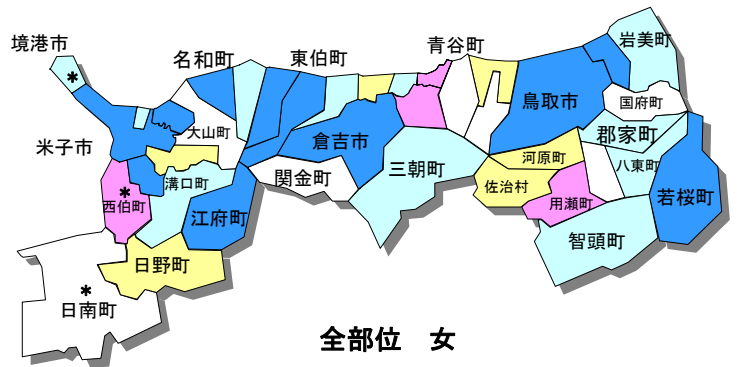 境港市
*
名和町
東伯町
青谷町
岩美町
米子市
大山町
倉吉市
鳥取市
国府町
郡家町
八東町
若桜町
*
西伯町
溝口町
江府町
関金町
三朝町
河原町
佐治村
用瀬町
智頭町
日野町
*
日南町
全部位 女